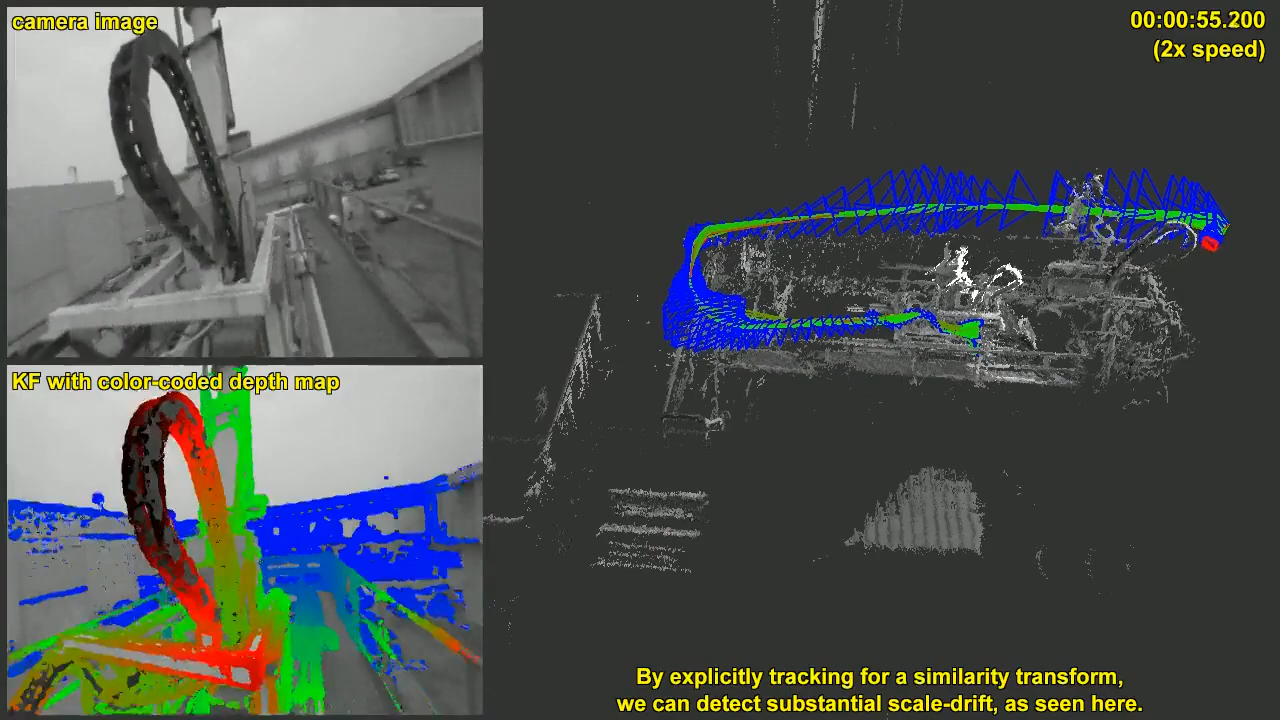 camera image
00:00:55.200
(2x speed)
KF with color-coded depth map
By explicitly tracking for a similarity transform,
we can detect substantial scale-drift, as seen here.